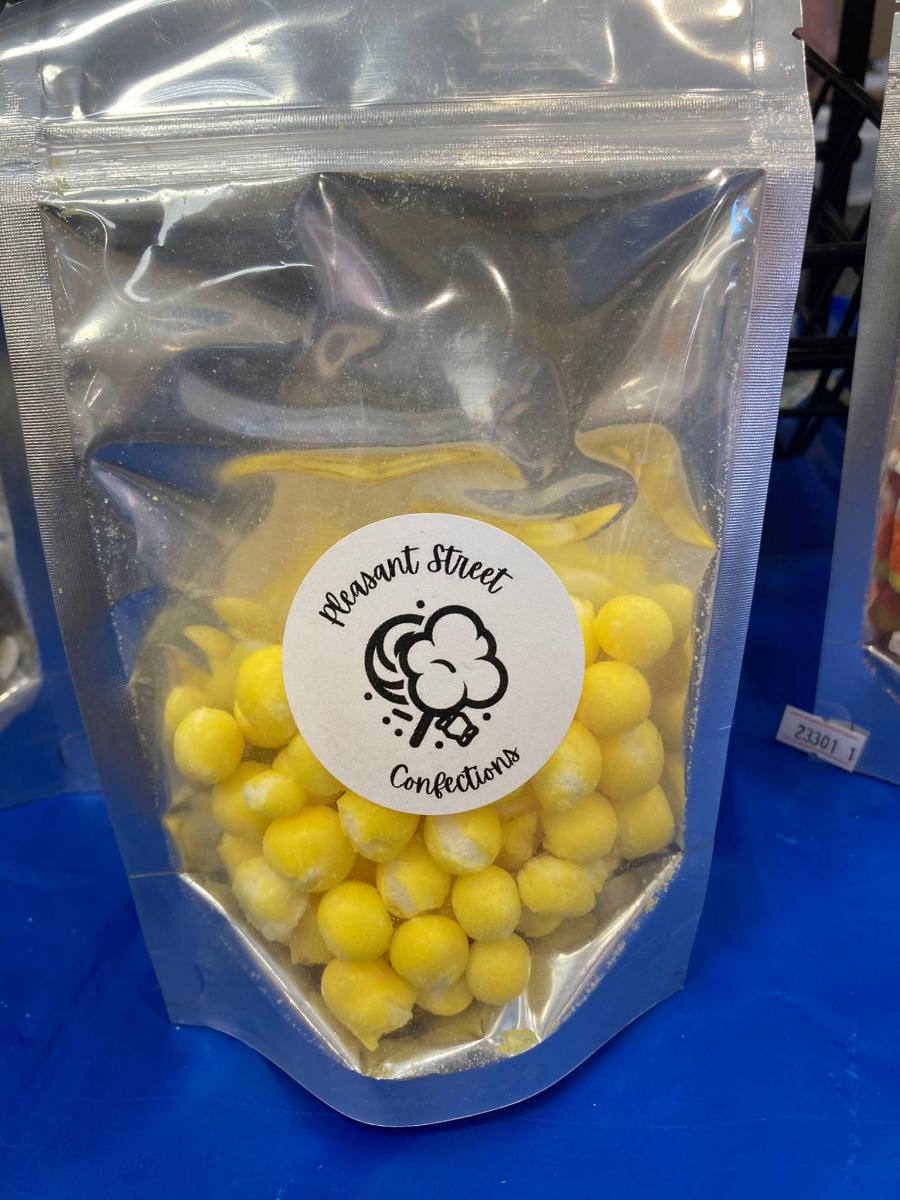 Pleasant Street
Confections
23301 1